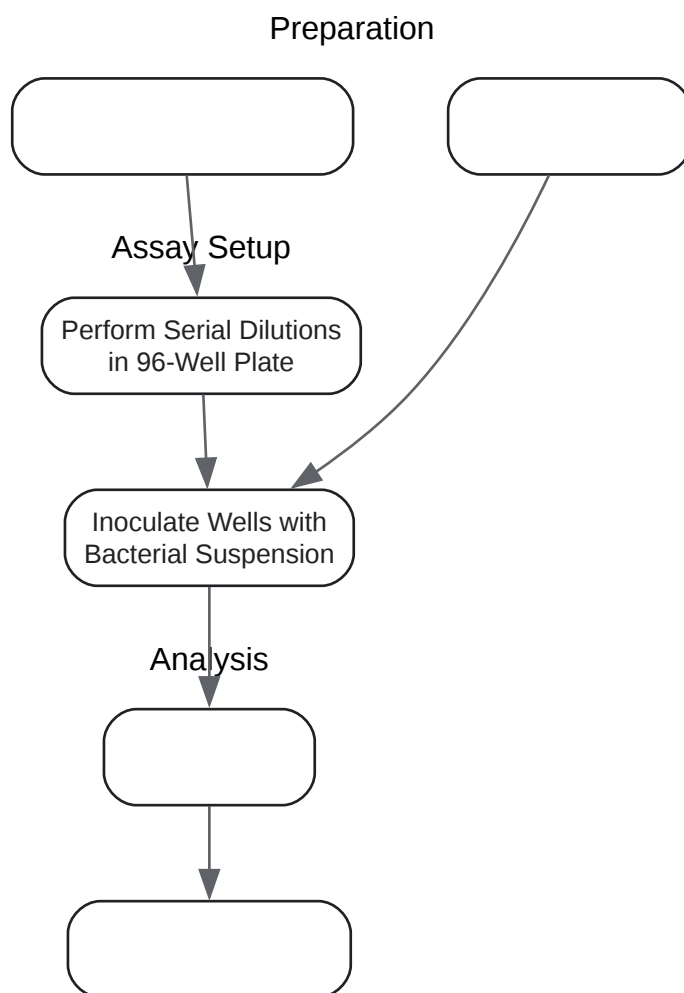 Preparation
Assay Setup
Perform Serial Dilutions
in 96-Well Plate
Inoculate Wells with
Bacterial Suspension
Analysis